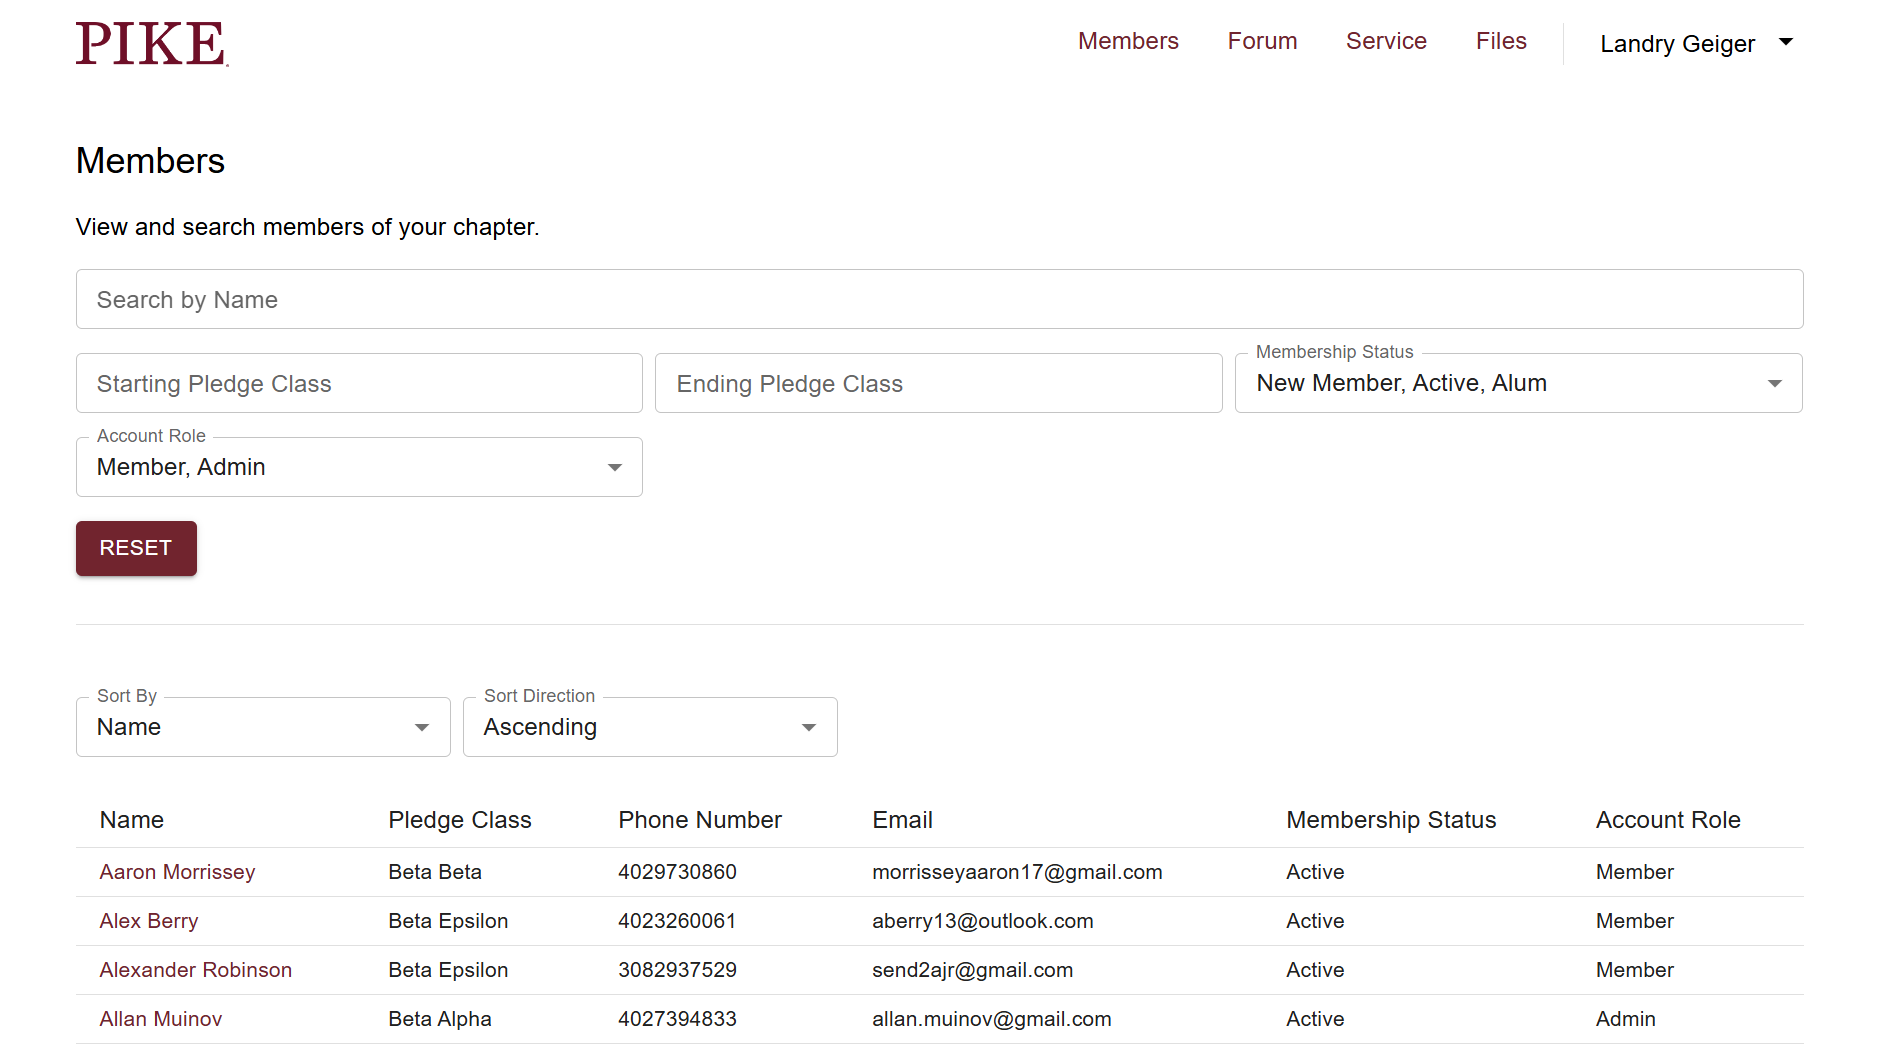 PIKE
Members Forum Service Files Landry Geiger
Members
View and search members of your chapter.
Search by Name
Starting Pledge Class Ending Pledge Class Membership Status New Member, Active, Alum
Account Role
Member, Admin
RESET
Sort By Sort Direction
Name Ascending
Name Pledge Class Phone Number Email Membership Status Account Role
Aaron Morrissey Beta Beta 4029730860 morrisseyaaron17@gmail.com Active Member
Alex Berry Beta Epsilon 4023260061 aberry13@outlook.com Active Member
Alexander Robinson Beta Epsilon 3082937529 send2ajr@gmail.com Active Member
Allan Muinov Beta Alpha 4027394833 allan.muinov@gmail.com Active Admin